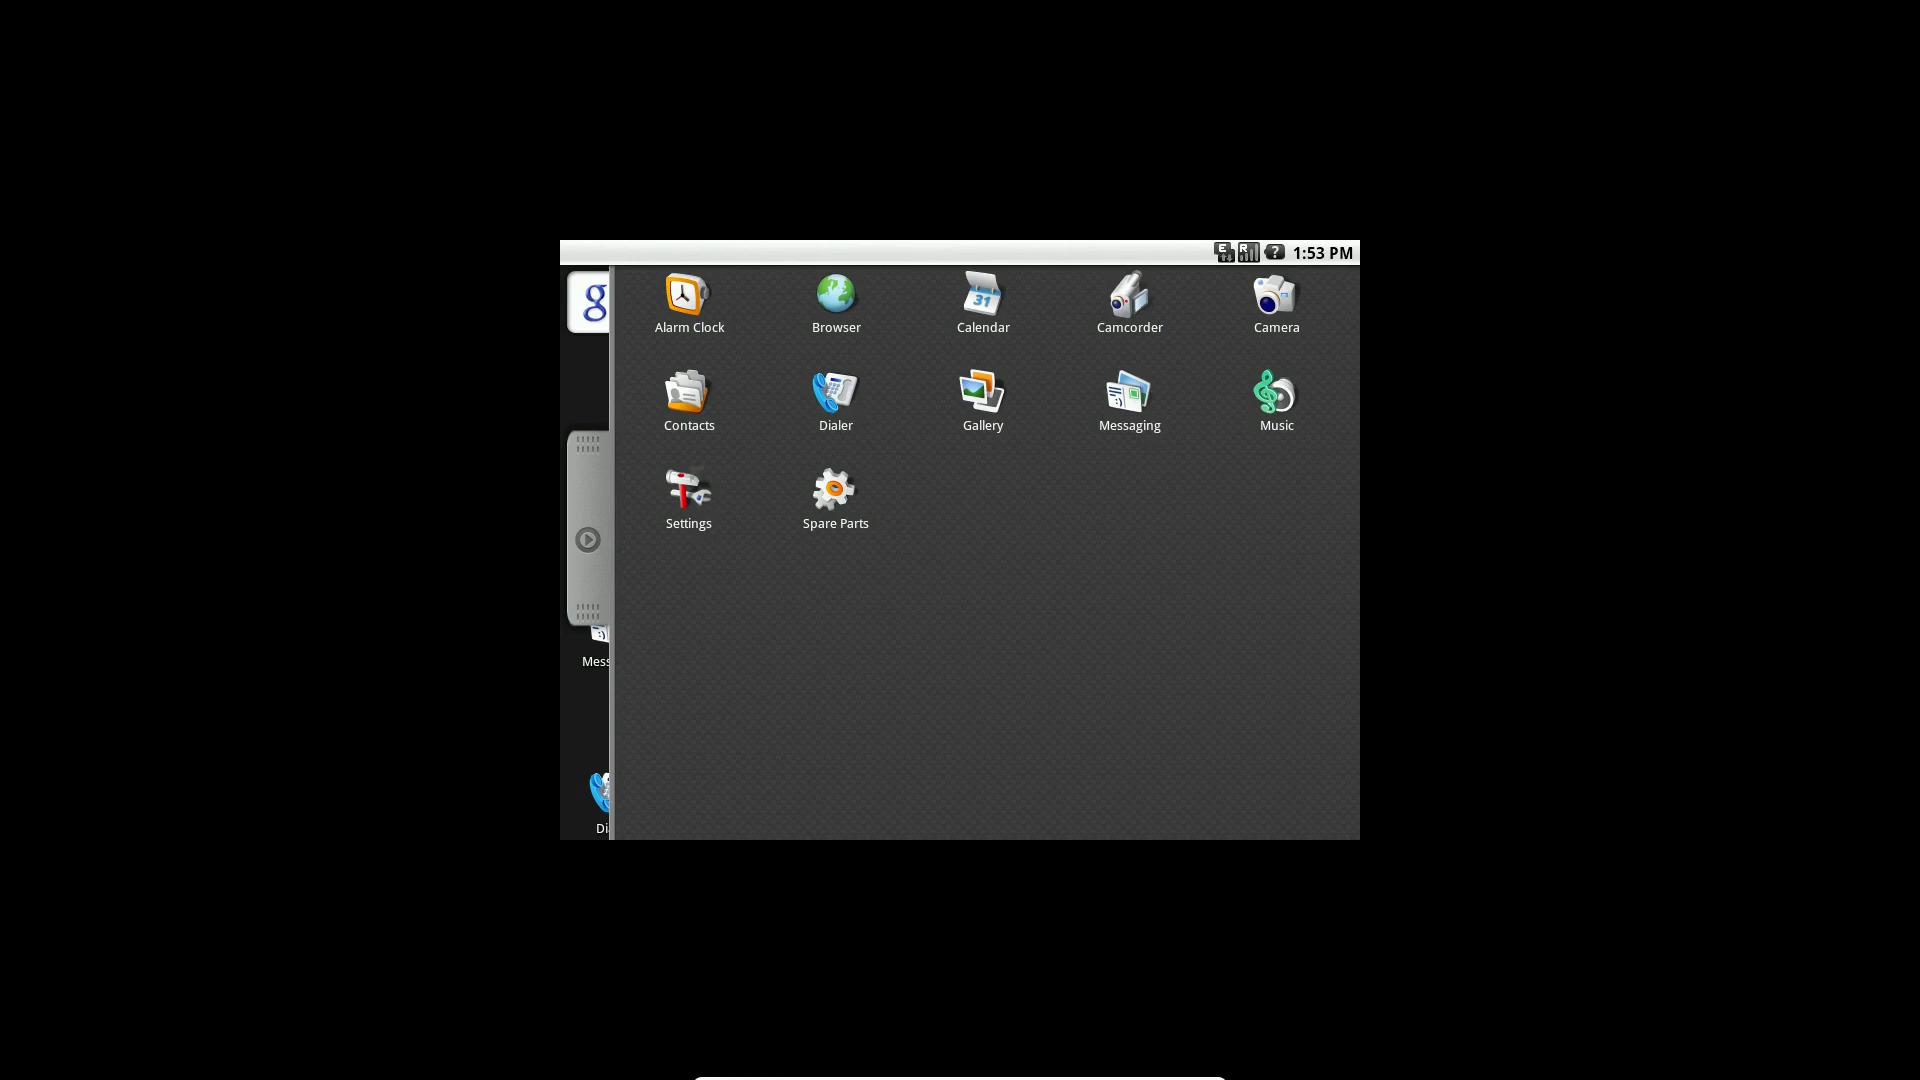 E R ? 1:53 PM
g
Alarm Clock Browser Calendar Camcorder Camera
31
Contacts Dialer Gallery Messaging Music
Settings Spare Parts
Mess
Di